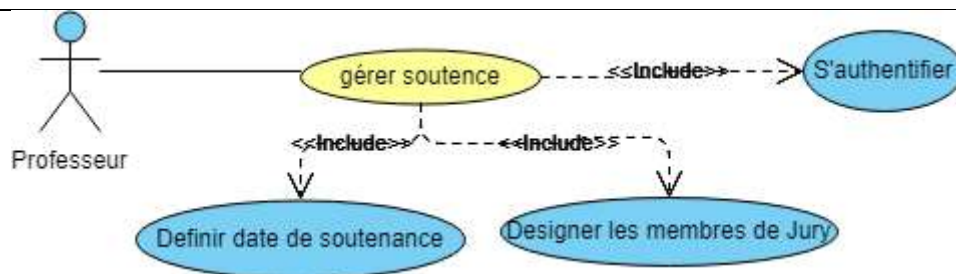 gérer soutence
<<Include>>
S'authentifier
Professeur
<<Include>>
<<Include>>
Definir date de soutenance
Designer les membres de Jury